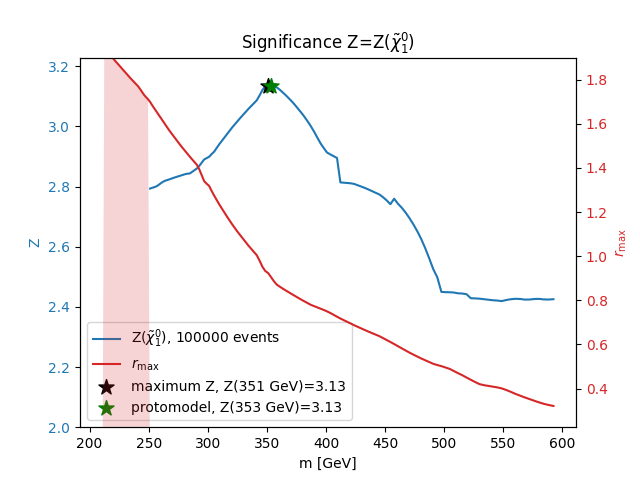 Significance Z=Z(χ̃₁⁰)
3.2
3.0
2.8
2.6
2.4
2.2
2.0
Z
1.8
1.6
1.4
1.2
1.0
0.8
0.6
0.4
r_max
Z(χ̃₁⁰), 100000 events
r_max
maximum Z, Z(351 GeV)=3.13
protomodel, Z(353 GeV)=3.13
200 250 300 350 400 450 500 550 600
m [GeV]